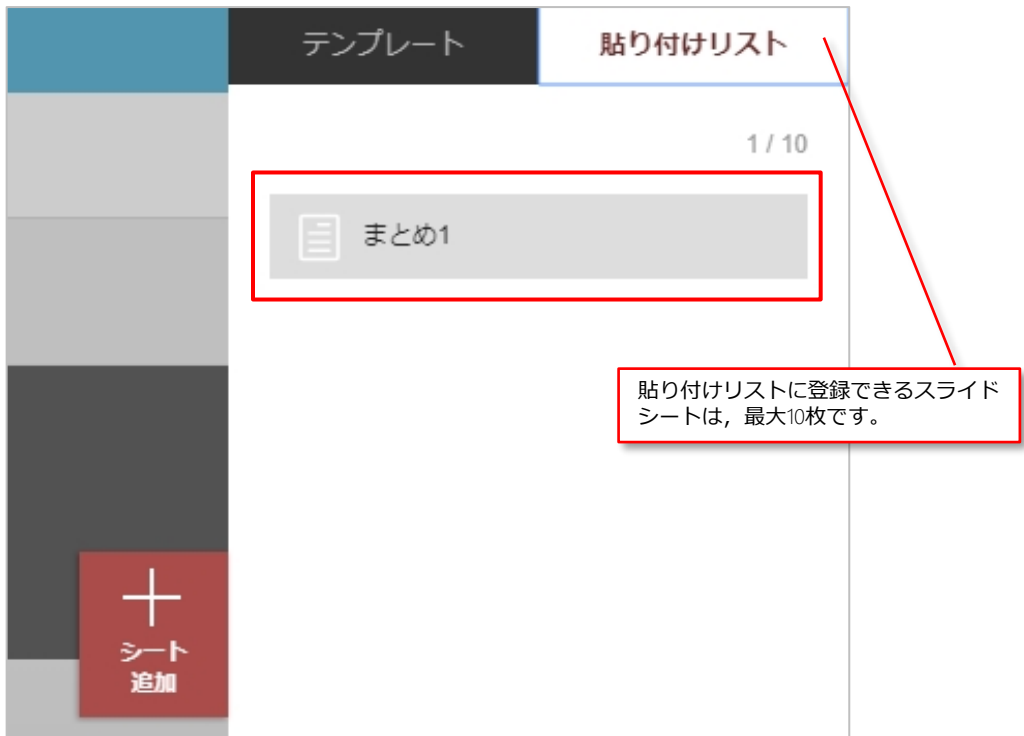 テンプレート
貼り付けリスト
1 / 10
まとめ1
貼り付けリストに登録できるスライド
シートは，最大10枚です。
シート
追加